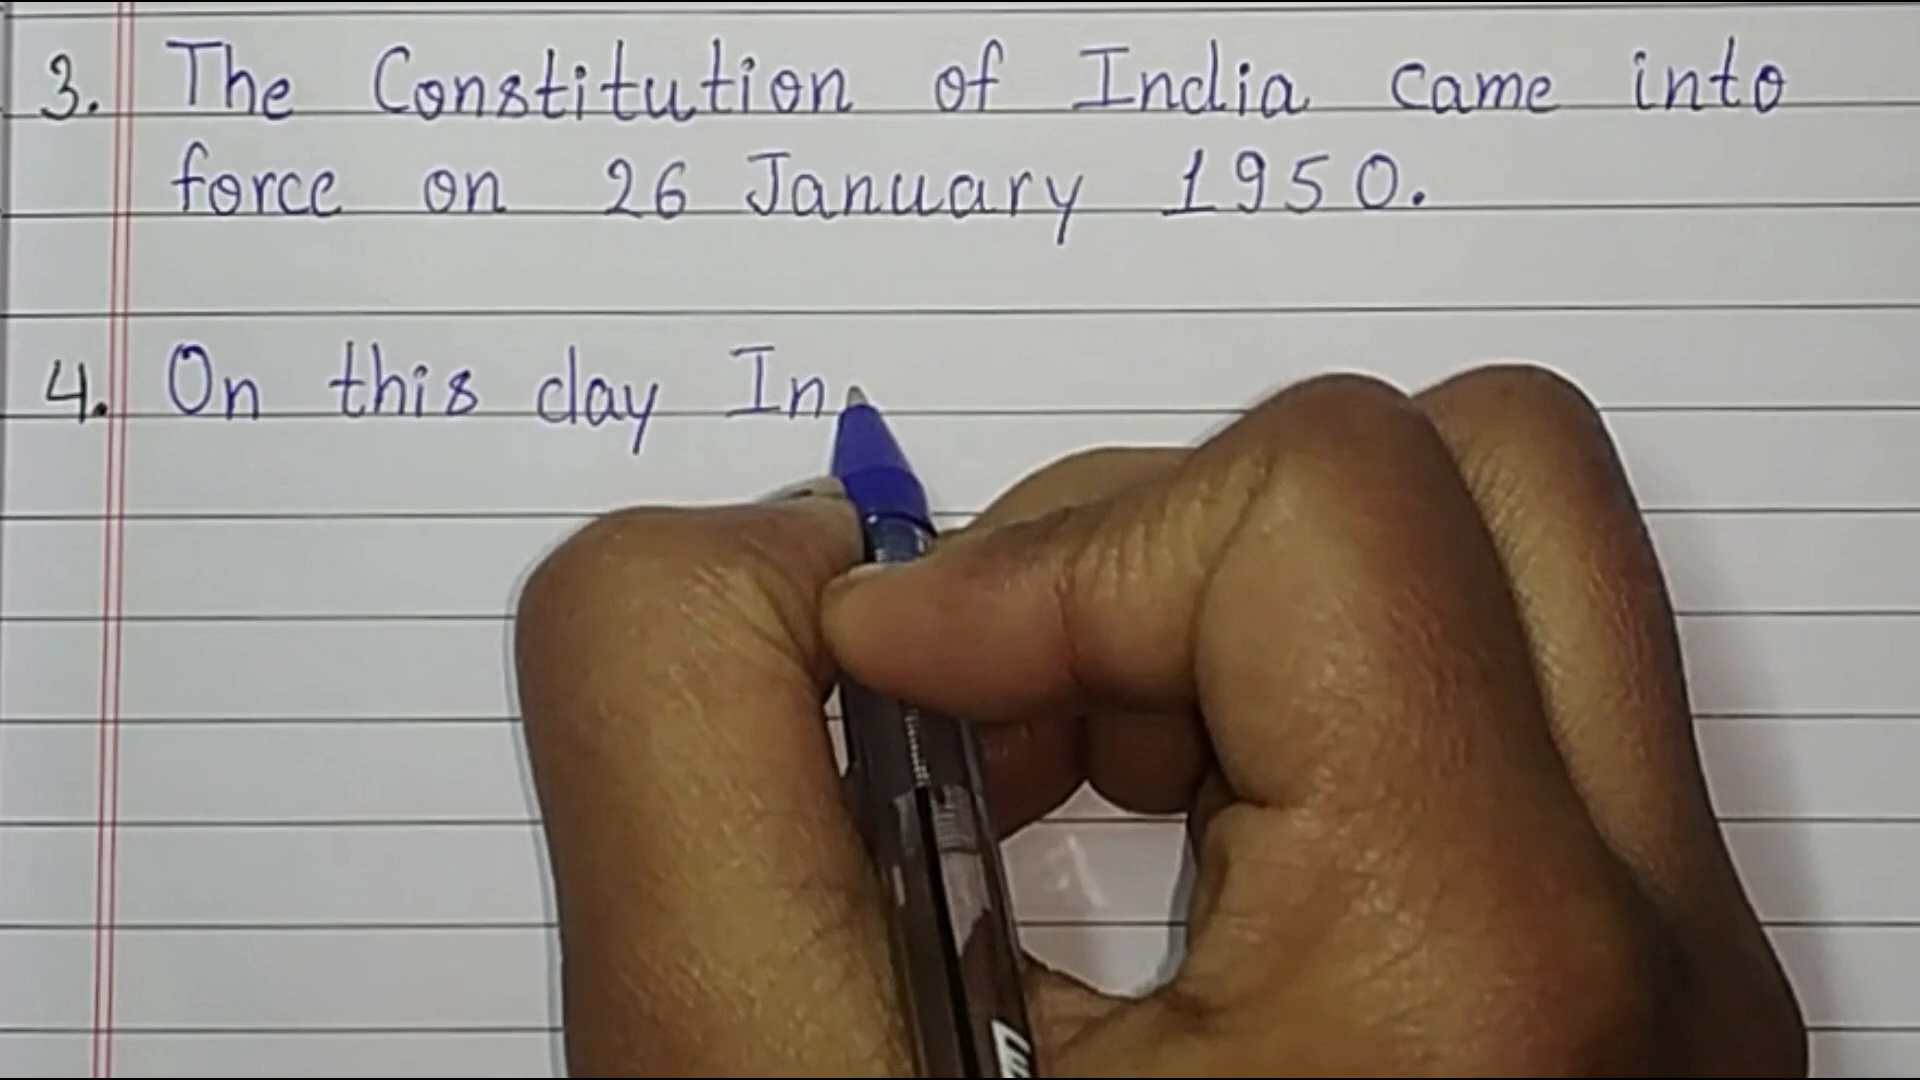 3. The Constitution of India came into
force on 26 January 1950.
4. On this day In